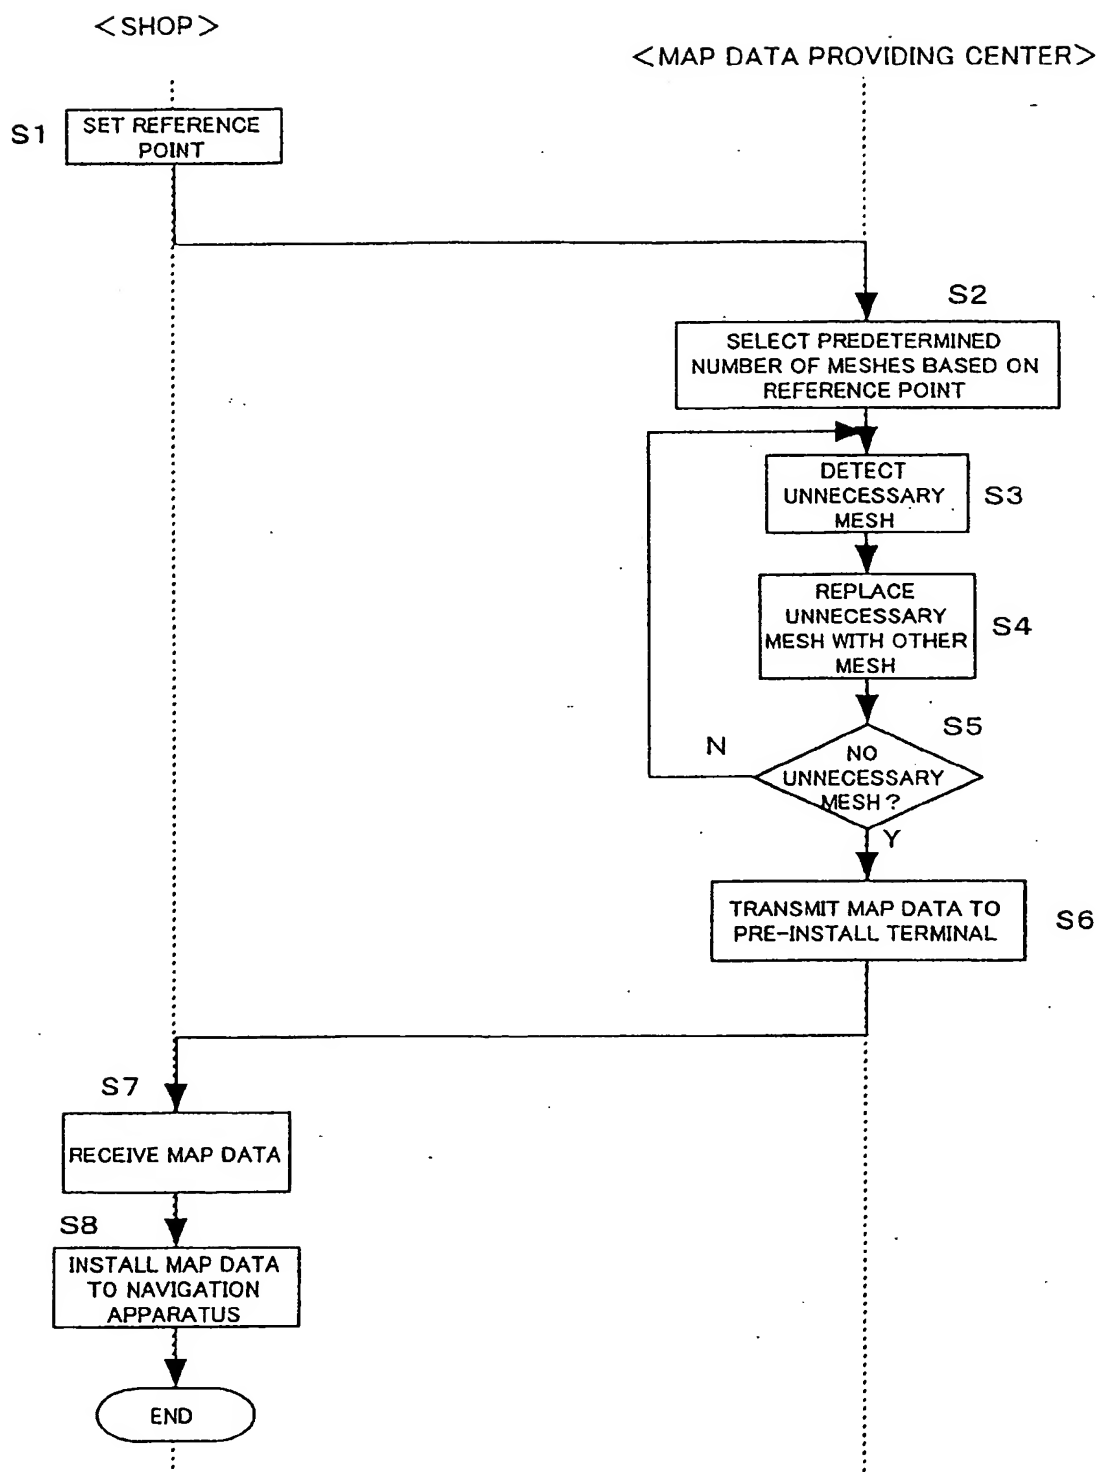 <SHOP>
<MAP DATA PROVIDING CENTER>
S1
SET REFERENCE
POINT
S2
SELECT PREDETERMINED
NUMBER OF MESHES BASED ON
REFERENCE POINT
DETECT
UNNECESSARY
MESH
S3
REPLACE
UNNECESSARY
MESH WITH OTHER
MESH
S4
S5
N
NO
UNNECESSARY
MESH?
Y
TRANSMIT MAP DATA TO
PRE-INSTALL TERMINAL
S6
S7
RECEIVE MAP DATA
S8
INSTALL MAP DATA
TO NAVIGATION
APPARATUS
END